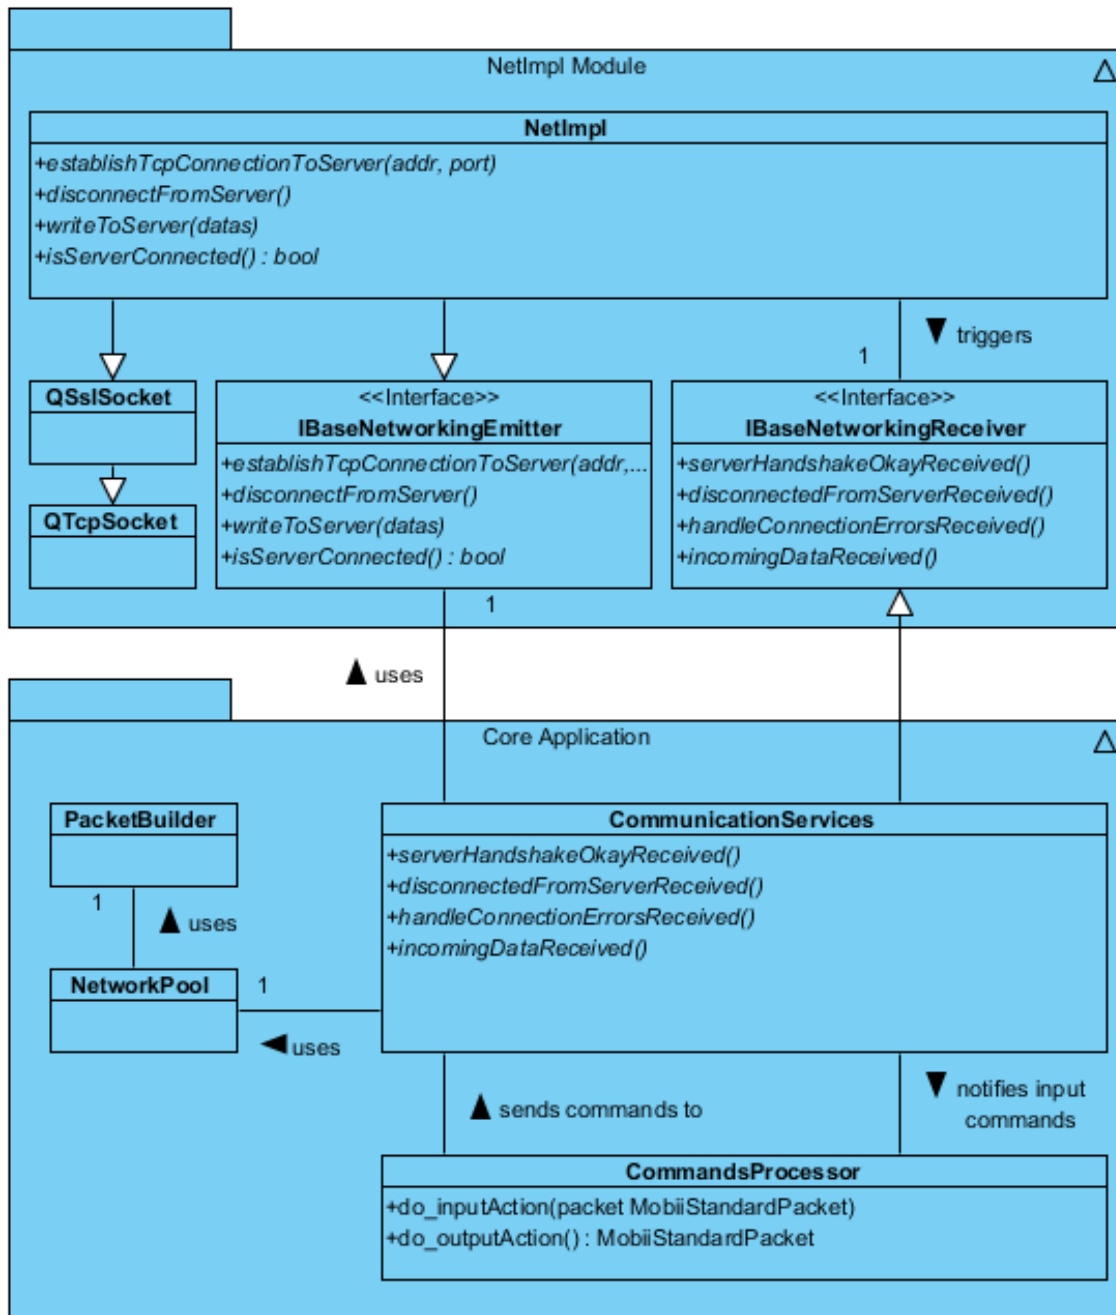 NetImpl Module
NetImpl
+establishTcpConnectionToServer(addr, port)
+disconnectFromServer()
+writeToServer(datas)
+isServerConnected() : bool
triggers
1
QSslSocket
QTcpSocket
<<Interface>>
IBaseNetworkingEmitter
+establishTcpConnectionToServer(addr,...
+disconnectFromServer()
+writeToServer(datas)
+isServerConnected() : bool
<<Interface>>
IBaseNetworkingReceiver
+serverHandshakeOkayReceived()
+disconnectedFromServerReceived()
+handleConnectionErrorsReceived()
+incomingDataReceived()
1
uses
Core Application
PacketBuilder
1
uses
NetworkPool
1
uses
CommunicationServices
+serverHandshakeOkayReceived()
+disconnectedFromServerReceived()
+handleConnectionErrorsReceived()
+incomingDataReceived()
sends commands to
notifies input
commands
CommandsProcessor
+do_inputAction(packet MobiiStandardPacket)
+do_outputAction() : MobiiStandardPacket